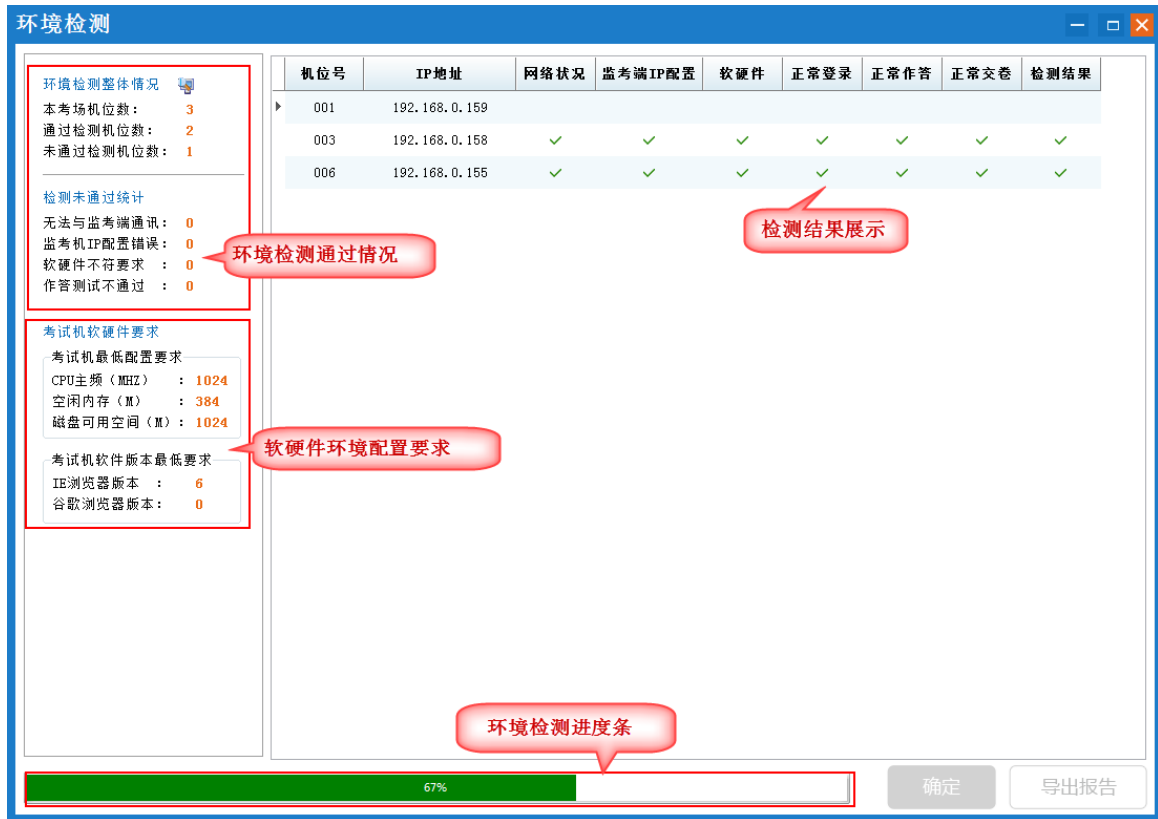 环境检测
环境检测整体情况
本考场机位数： 3
通过检测机位数： 2
未通过检测机位数： 1
检测未通过统计
无法与监考端通讯： 0
监考机IP配置错误： 0
软硬件不符要求 ： 0
作答测试不通过 ： 0
环境检测通过情况
考试机软硬件要求
考试机最低配置要求
CPU主频（MHZ） ： 1024
空闲内存（M） ： 384
磁盘可用空间（M）： 1024
软硬件环境配置要求
考试机软件版本最低要求
IE浏览器版本 ： 6
谷歌浏览器版本： 0
机位号 IP地址 网络状况 监考端IP配置 软硬件 正常登录 正常作答 正常交卷 检测结果
001 192.168.0.159
003 192.168.0.158 ✓ ✓ ✓ ✓ ✓ ✓ ✓
006 192.168.0.155 ✓ ✓ ✓ ✓ ✓ ✓ ✓
检测结果展示
环境检测进度条
67%
确定 导出报告